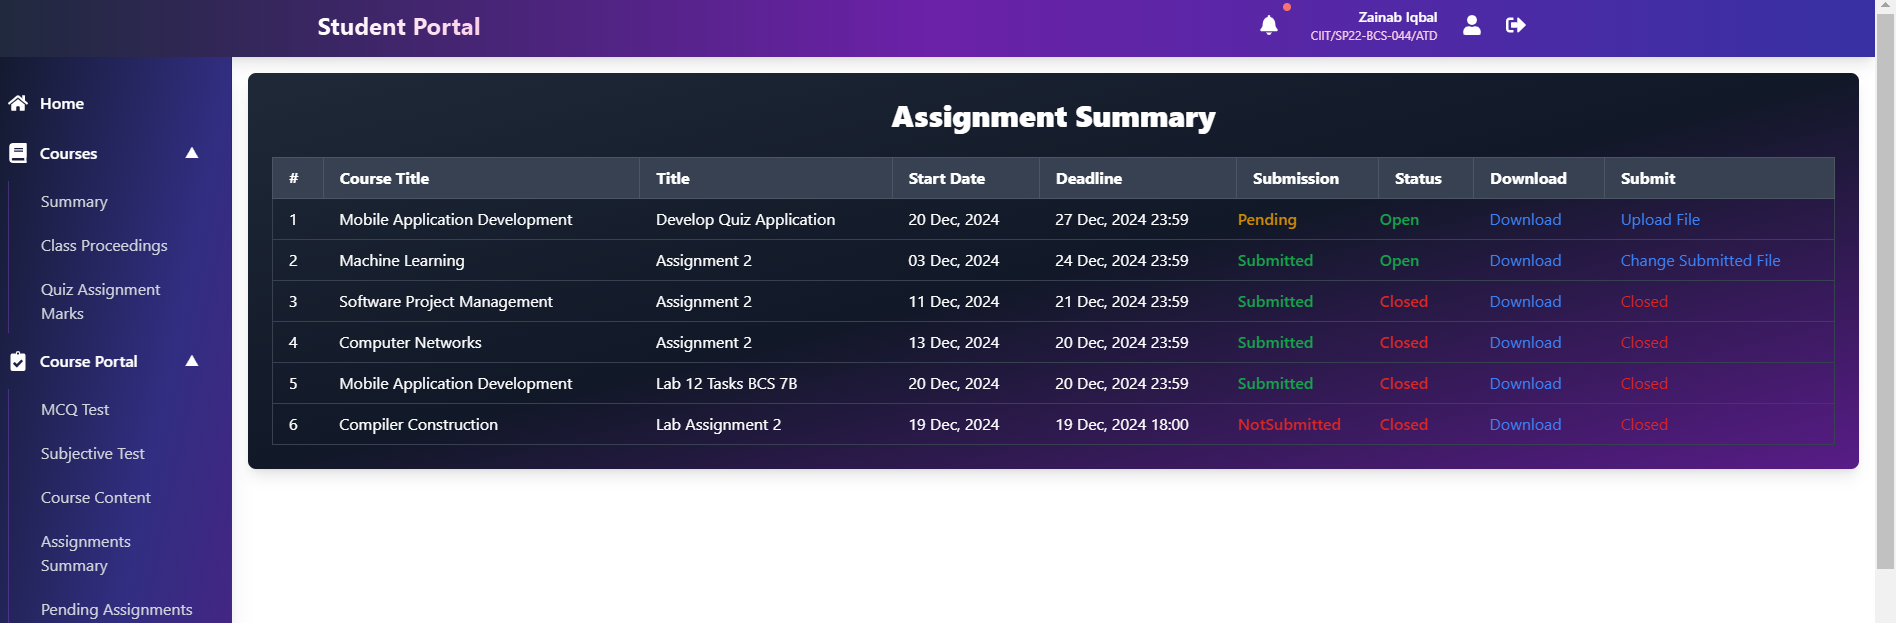 Student Portal
Zainab Iqbal
CIIT/SP22-BCS-044/ATD
Home
Courses
Summary
Class Proceedings
Quiz Assignment
Marks
Course Portal
MCQ Test
Subjective Test
Course Content
Assignments
Summary
Pending Assignments
Assignment Summary
# Course Title Title Start Date Deadline Submission Status Download Submit
1 Mobile Application Development Develop Quiz Application 20 Dec, 2024 27 Dec, 2024 23:59 Pending Open Download Upload File
2 Machine Learning Assignment 2 03 Dec, 2024 24 Dec, 2024 23:59 Submitted Open Download Change Submitted File
3 Software Project Management Assignment 2 11 Dec, 2024 21 Dec, 2024 23:59 Submitted Closed Download Closed
4 Computer Networks Assignment 2 13 Dec, 2024 20 Dec, 2024 23:59 Submitted Closed Download Closed
5 Mobile Application Development Lab 12 Tasks BCS 7B 20 Dec, 2024 20 Dec, 2024 23:59 Submitted Closed Download Closed
6 Compiler Construction Lab Assignment 2 19 Dec, 2024 19 Dec, 2024 18:00 NotSubmitted Closed Download Closed